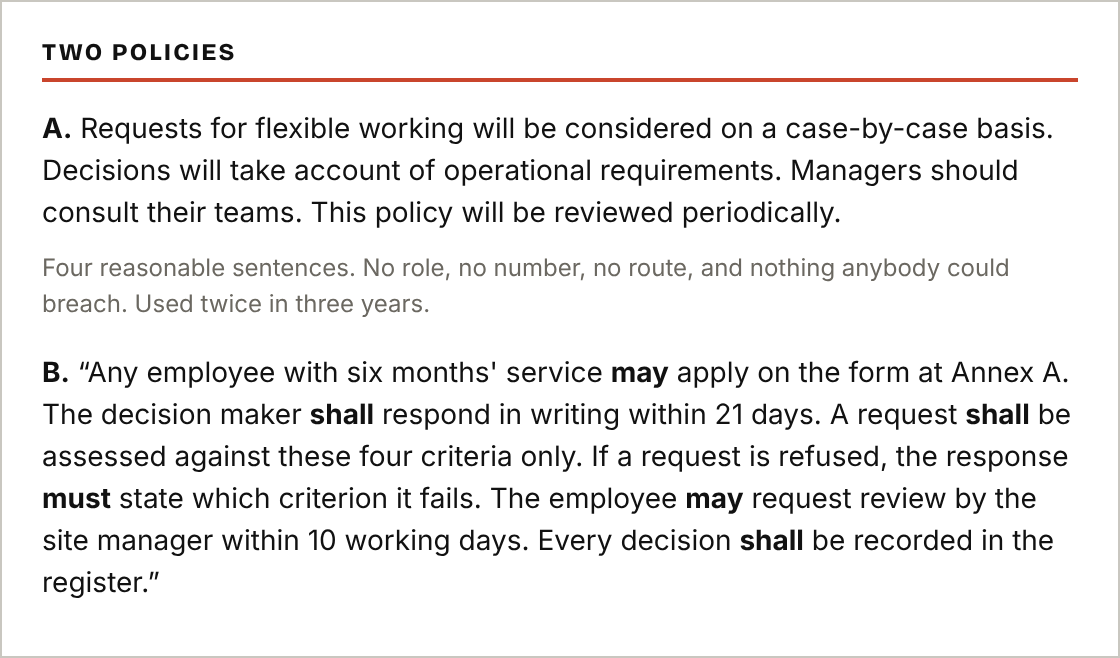 TWO POLICIES
A. Requests for flexible working will be considered on a case-by-case basis.
Decisions will take account of operational requirements. Managers should
consult their teams. This policy will be reviewed periodically.
Four reasonable sentences. No role, no number, no route, and nothing anybody could
breach. Used twice in three years.
B. “Any employee with six months' service may apply on the form at Annex A.
The decision maker shall respond in writing within 21 days. A request shall be
assessed against these four criteria only. If a request is refused, the response
must state which criterion it fails. The employee may request review by the
site manager within 10 working days. Every decision shall be recorded in the
register.”